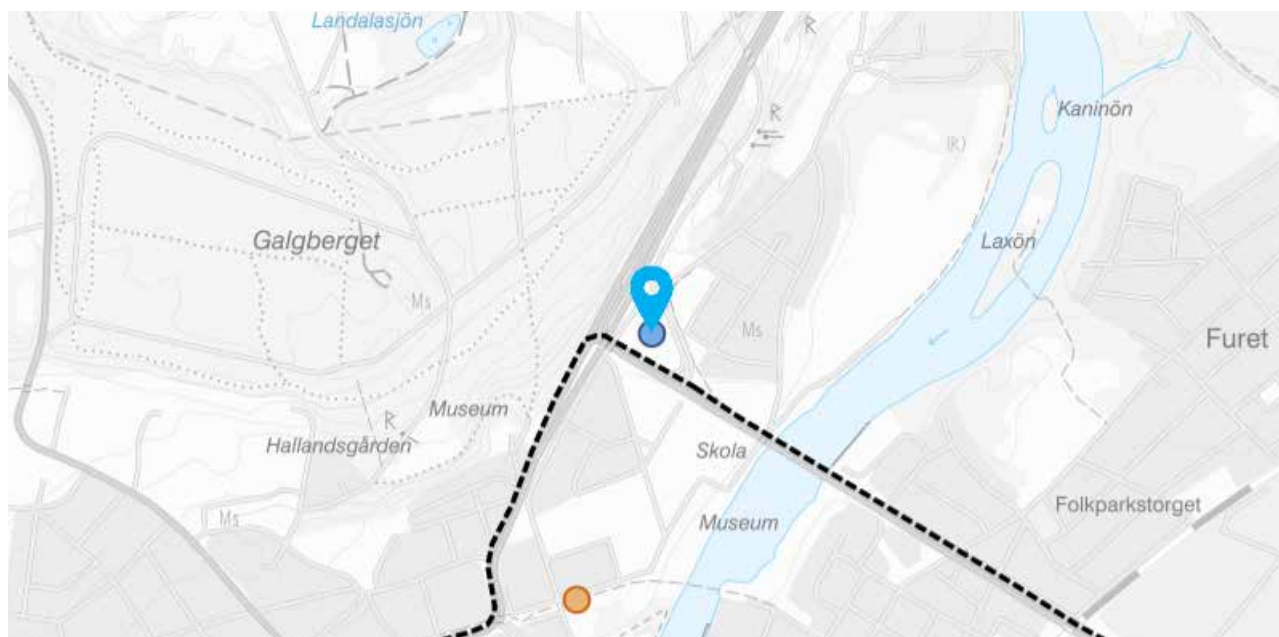 Landalasjön
R
R
Kaninön
(R)
Galgberget
Laxön
Ms
Ms
Furet
Museum
R
Hallandsgården
Skola
Folkparkstorget
Ms
Museum